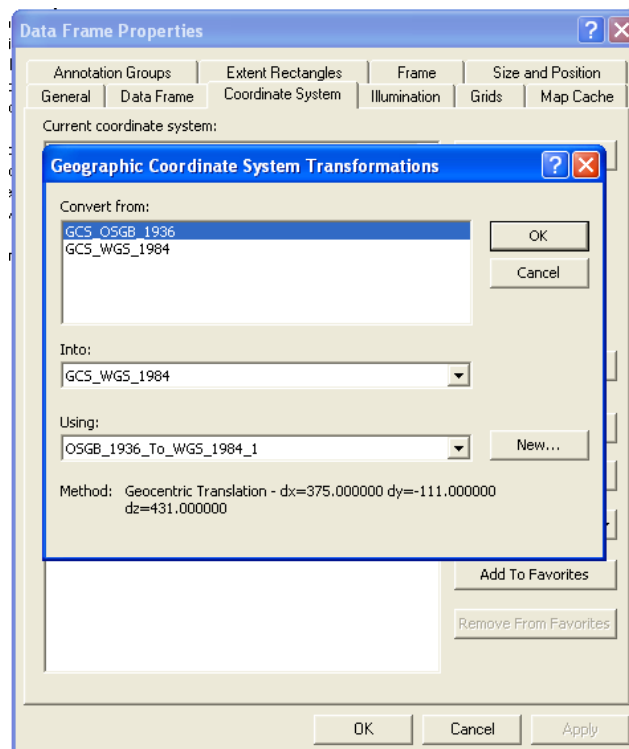 Data Frame Properties
Annotation Groups
Extent Rectangles
Frame
Size and Position
General
Data Frame
Coordinate System
Illumination
Grids
Map Cache
Current coordinate system:
Geographic Coordinate System Transformations
Convert from:
GCS_OSGB_1936
GCS_WGS_1984
OK
Cancel
Into:
GCS_WGS_1984
Using:
OSGB_1936_To_WGS_1984_1
New...
Method: Geocentric Translation - dx=375.000000 dy=-111.000000
dz=431.000000
Add To Favorites
Remove From Favorites
OK
Cancel
Apply